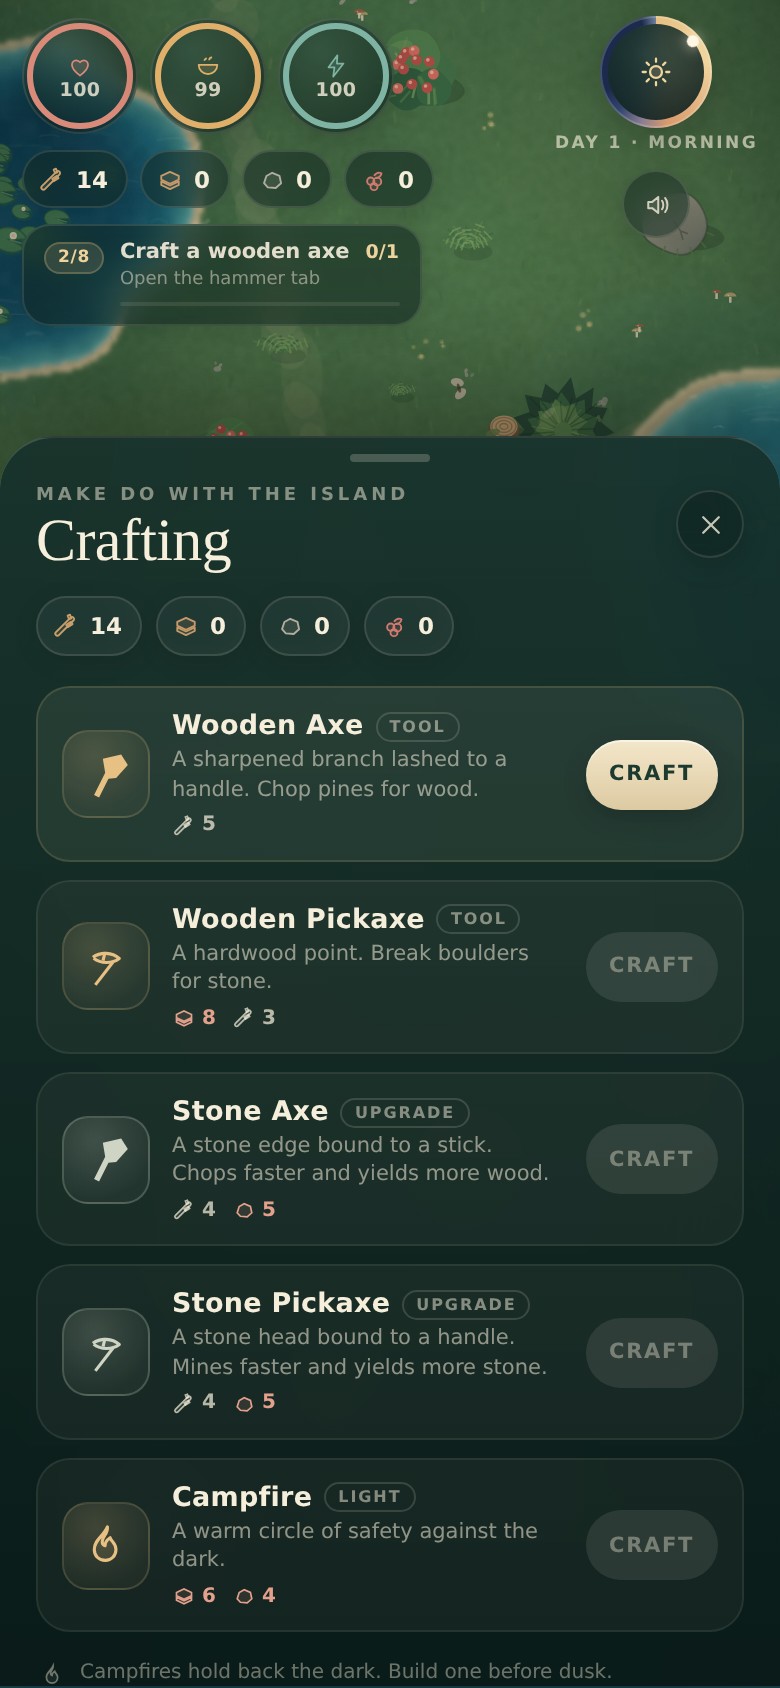 100
99
100
DAY 1 · MORNING
14
0
0
0
2/8
Craft a wooden axe 0/1
Open the hammer tab
MAKE DO WITH THE ISLAND
Crafting
14
0
0
0
Wooden Axe TOOL
A sharpened branch lashed to a
handle. Chop pines for wood.
5
CRAFT
Wooden Pickaxe TOOL
A hardwood point. Break boulders
for stone.
8 3
CRAFT
Stone Axe UPGRADE
A stone edge bound to a stick.
Chops faster and yields more wood.
4 5
CRAFT
Stone Pickaxe UPGRADE
A stone head bound to a handle.
Mines faster and yields more stone.
4 5
CRAFT
Campfire LIGHT
A warm circle of safety against the
dark.
6 4
CRAFT
Campfires hold back the dark. Build one before dusk.